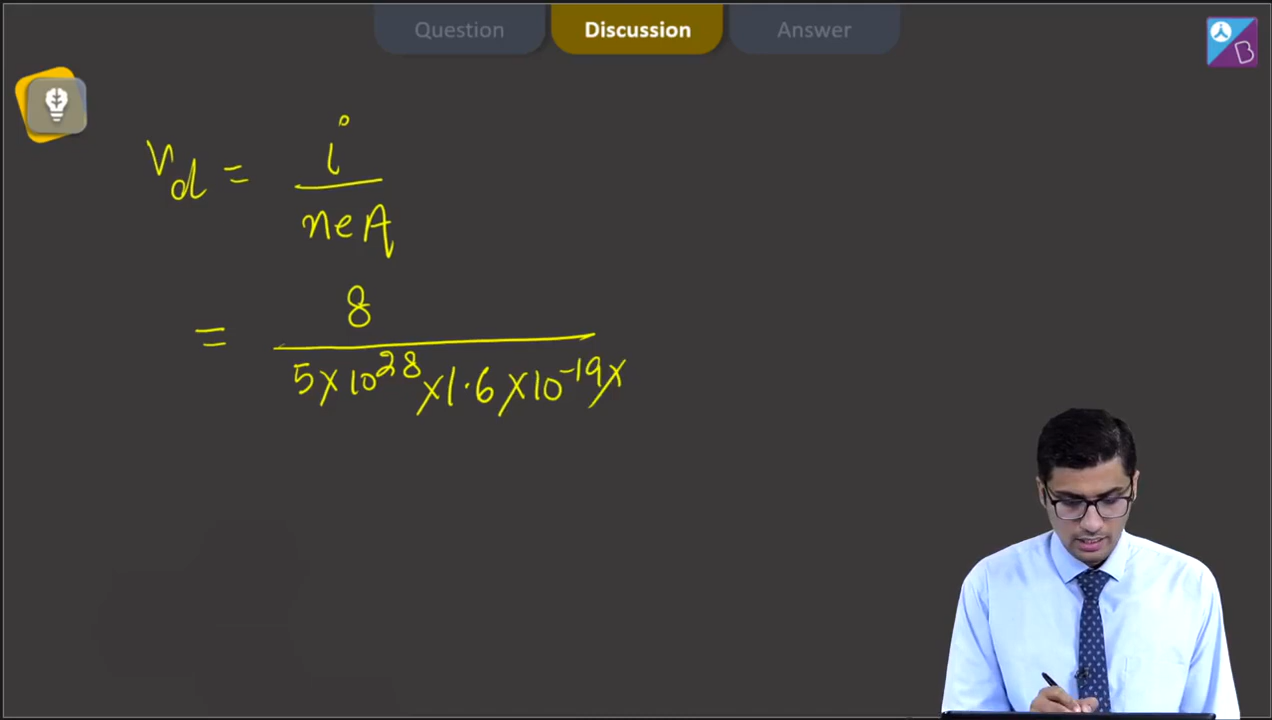 Question Discussion Answer
B
v_d = i / neA
= 8 / 5×10^28 ×1.6×10^-19×